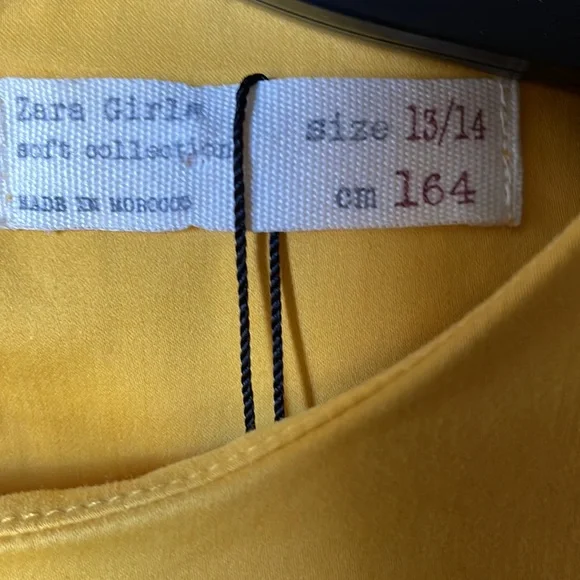 Zara Girls
soft collection
MADE IN MOROCCO
size 13/14
cm 164